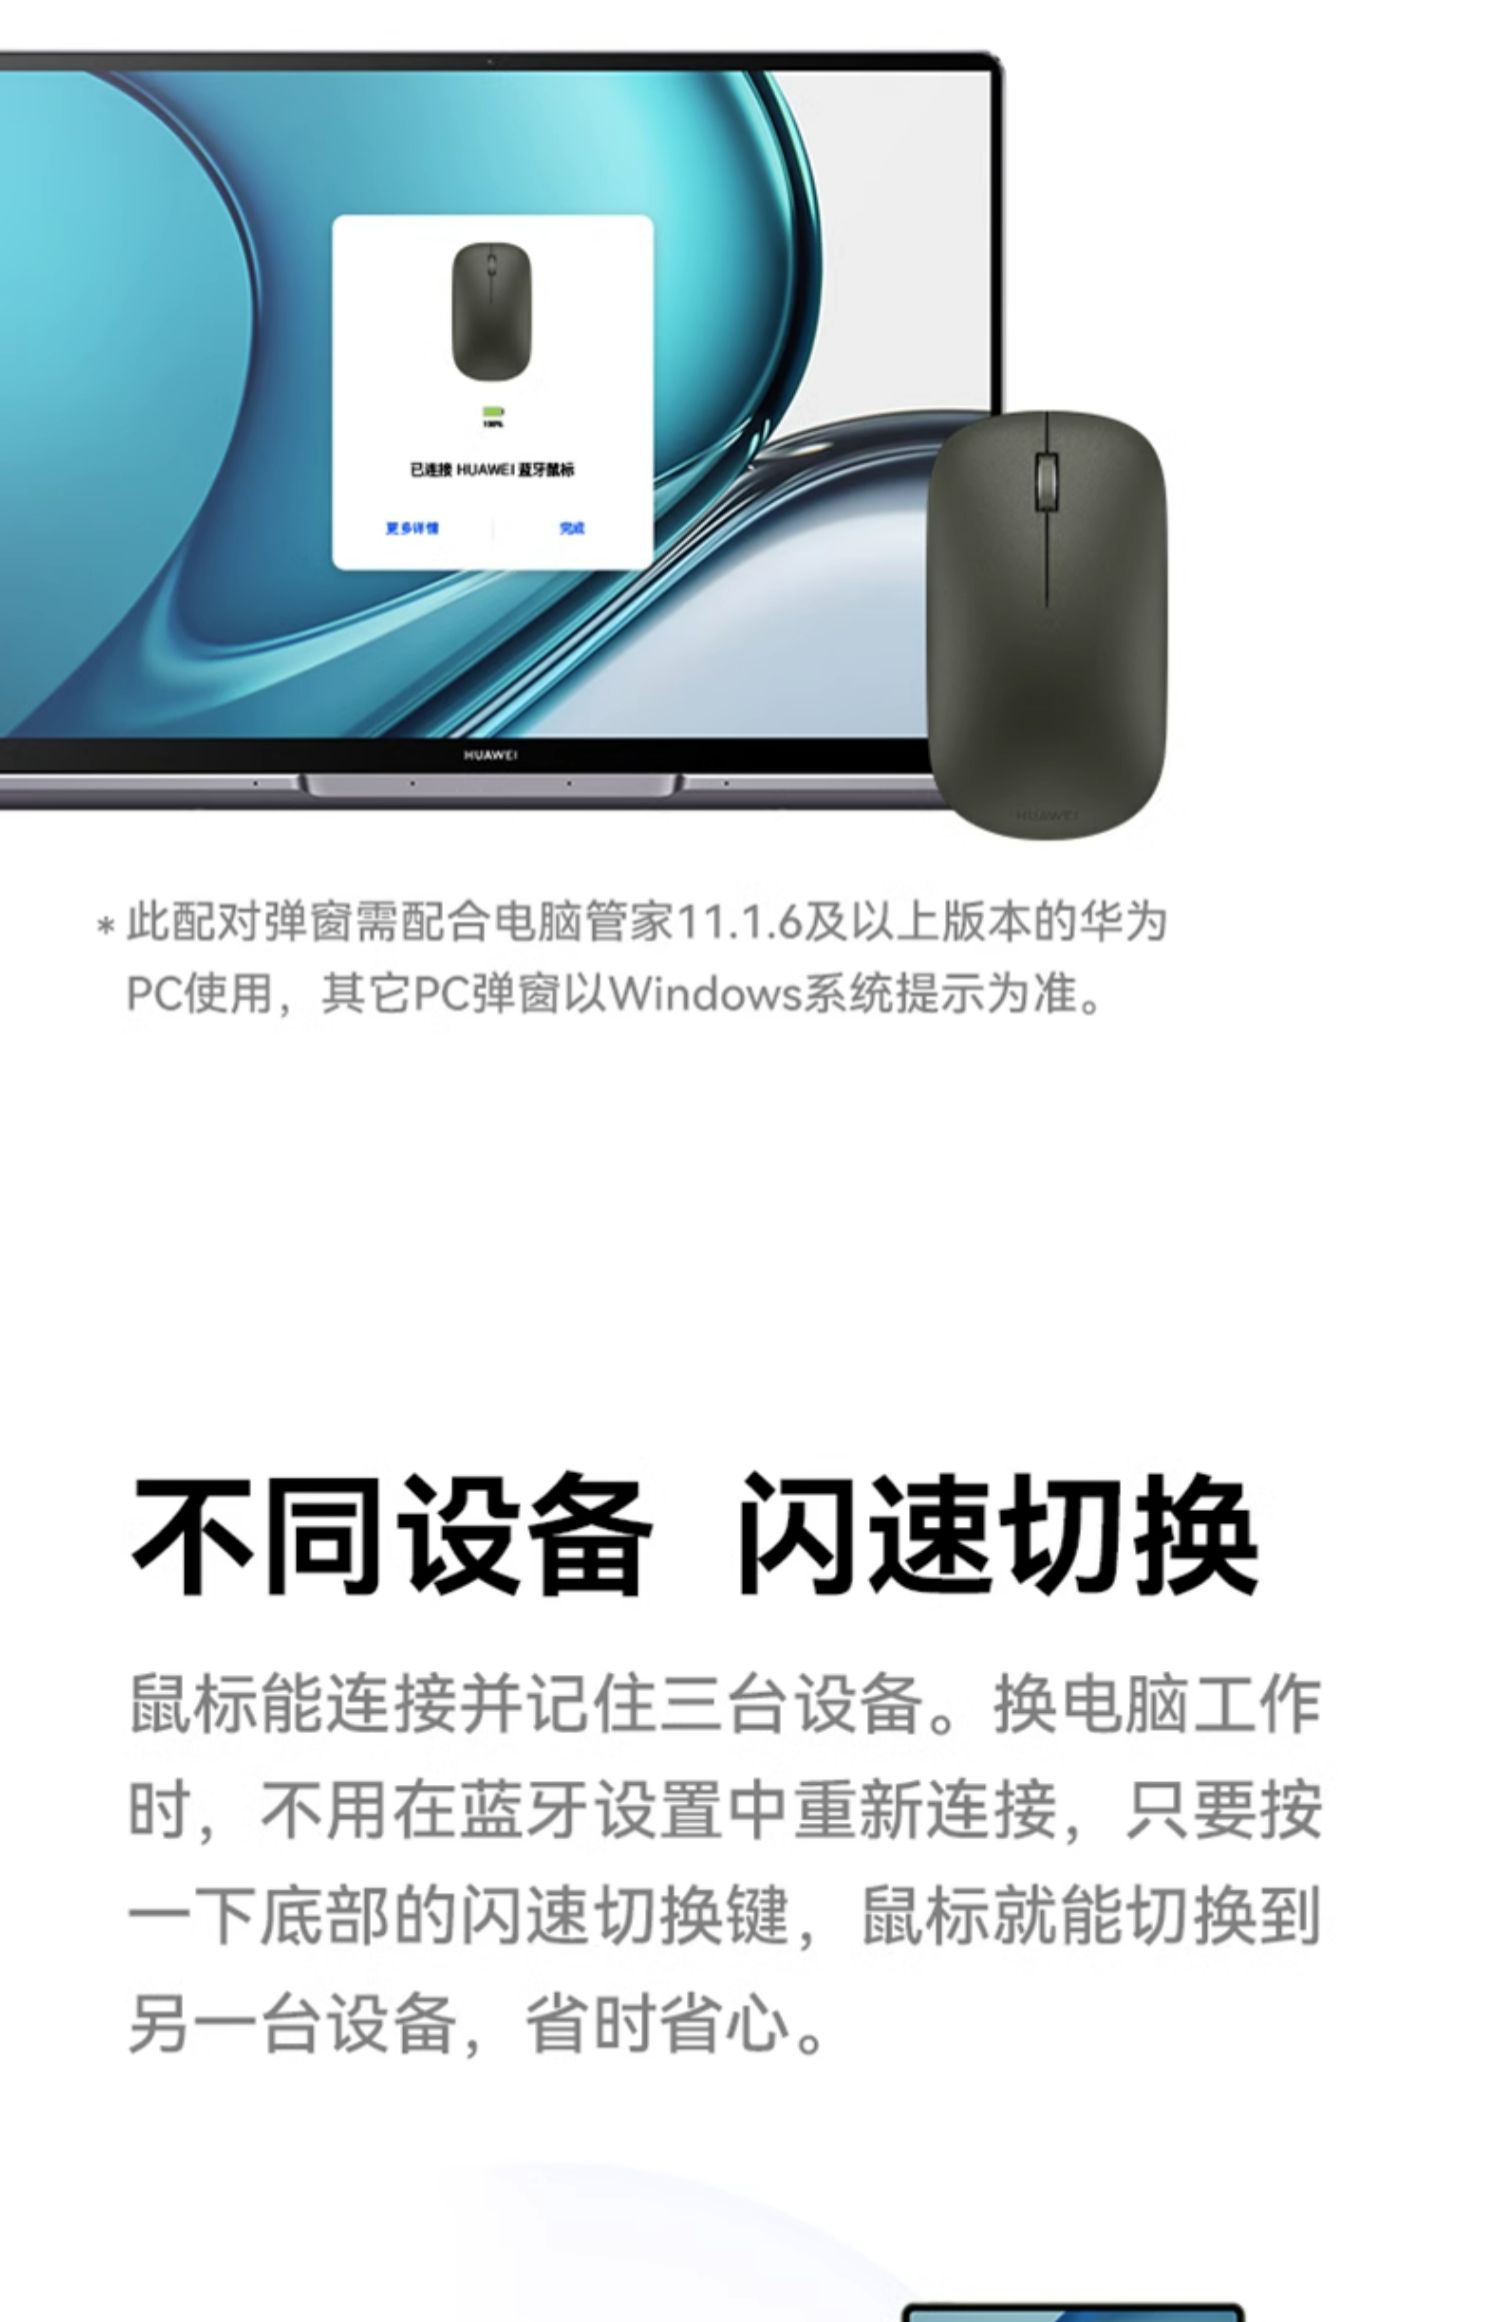 100%
已连接 HUAWEI 蓝牙鼠标
更多详情
完成
HUAWEI
HUAWEI
* 此配对弹窗需配合电脑管家11.1.6及以上版本的华为
PC使用，其它PC弹窗以Windows系统提示为准。
不同设备 闪速切换
鼠标能连接并记住三台设备。换电脑工作
时，不用在蓝牙设置中重新连接，只要按
一下底部的闪速切换键，鼠标就能切换到
另一台设备，省时省心。